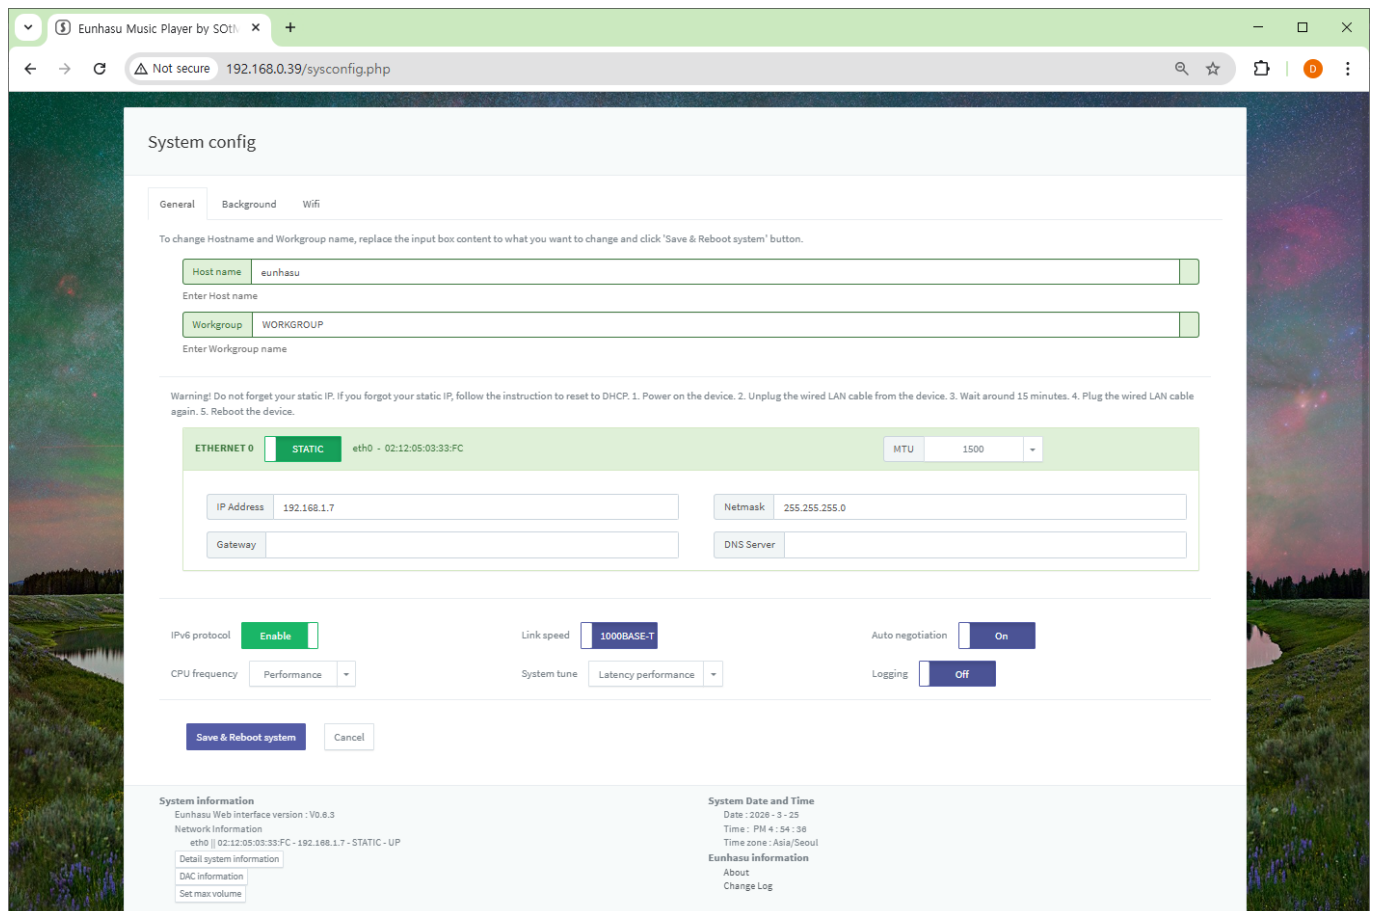 Eunhasu Music Player by SOtM
Not secure 192.168.0.39/sysconfig.php
D
System config
General Background Wifi
To change Hostname and Workgroup name, replace the input box content to what you want to change and click 'Save & Reboot system' button.
Host name eunhasu
Enter Host name
Workgroup WORKGROUP
Enter Workgroup name
Warning! Do not forget your static IP. If you forgot your static IP, follow the instruction to reset to DHCP. 1. Power on the device. 2. Unplug the wired LAN cable from the device. 3. Wait around 15 minutes. 4. Plug the wired LAN cable
again. 5. Reboot the device.
ETHERNET 0 STATIC eth0 - 02:12:05:03:33:FC MTU 1500
IP Address 192.168.1.7 Netmask 255.255.255.0
Gateway DNS Server
IPv6 protocol Enable Link speed 1000BASE-T Auto negotiation On
CPU frequency Performance System tune Latency performance Logging Off
Save & Reboot system Cancel
System information System Date and Time
Eunhasu Web interface version : V0.6.3 Date : 2026 - 3 - 25
Network Information Time : PM 4 : 54 : 36
eth0 || 02:12:05:03:33:FC - 192.168.1.7 - STATIC - UP Time zone : Asia/Seoul
Detail system information Eunhasu information
DAC information About
Set max volume Change Log